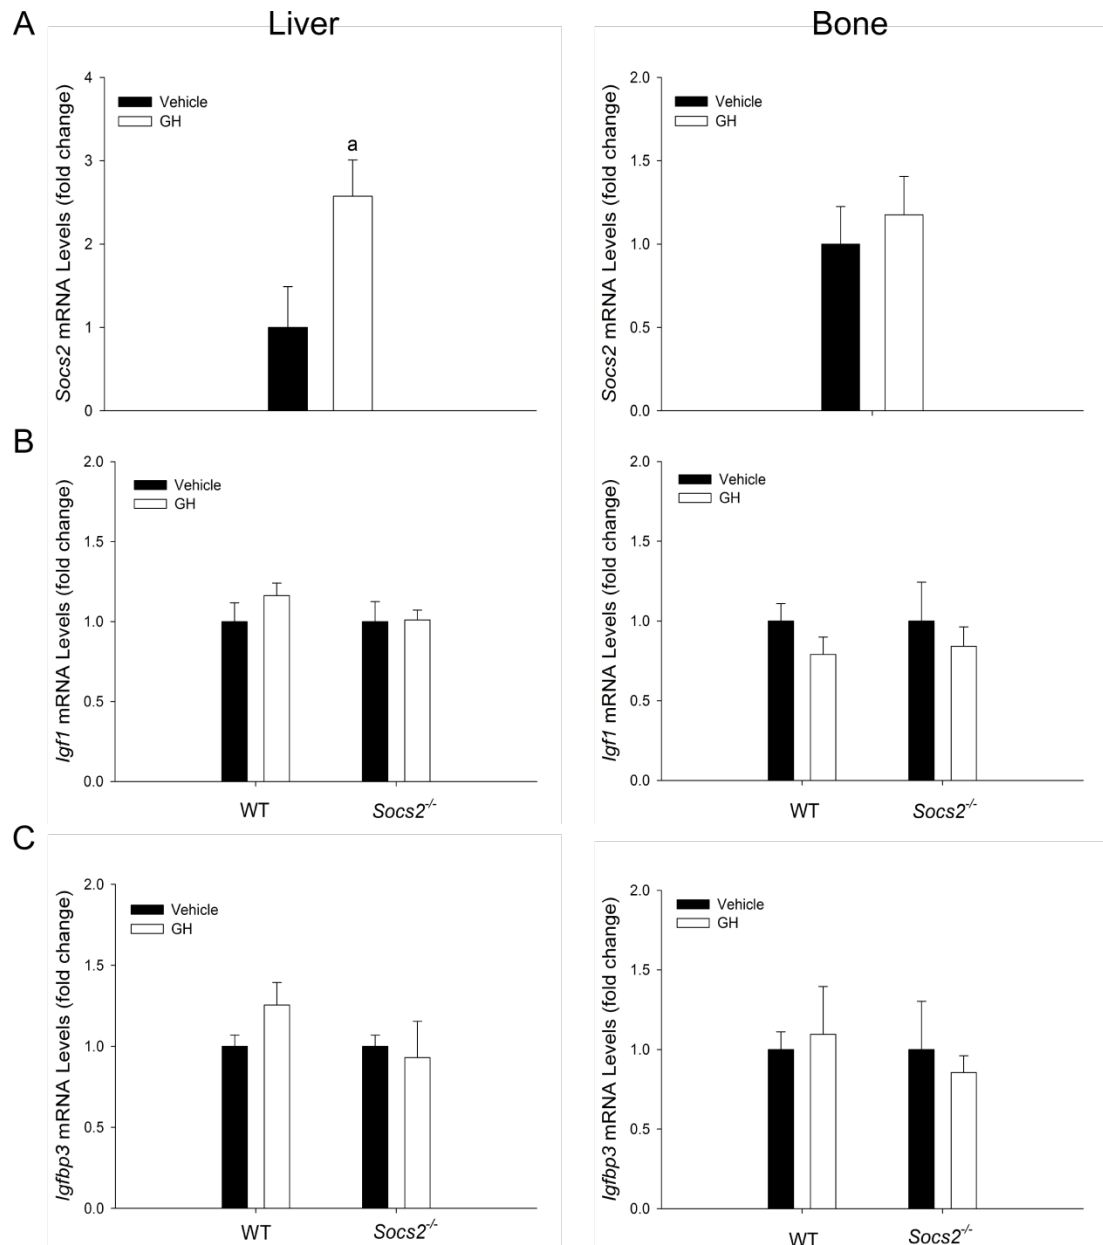 A
Liver
Bone
Socs2 mRNA Levels (fold change)
4
3
2
1
0
Vehicle
GH
a
Socs2 mRNA Levels (fold change)
2.0
1.5
1.0
0.5
0.0
Vehicle
GH
B
Igf1 mRNA Levels (fold change)
2.0
1.5
1.0
0.5
0.0
Vehicle
GH
WT
Socs2-/-
Igf1 mRNA Levels (fold change)
2.0
1.5
1.0
0.5
0.0
Vehicle
GH
WT
Socs2-/-
C
Igfbp3 mRNA Levels (fold change)
2.0
1.5
1.0
0.5
0.0
Vehicle
GH
WT
Socs2-/-
Igfbp3 mRNA Levels (fold change)
2.0
1.5
1.0
0.5
0.0
Vehicle
GH
WT
Socs2-/-